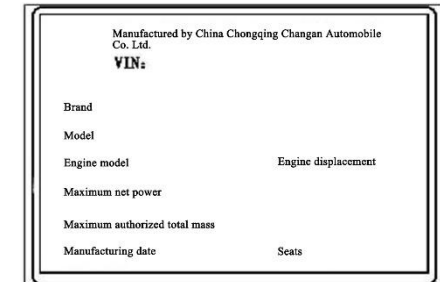 Manufactured by China Chongqing Changan Automobile
Co. Ltd.
VIN:
Brand
Model
Engine model Engine displacement
Maximum net power
Maximum authorized total mass
Manufacturing date Seats